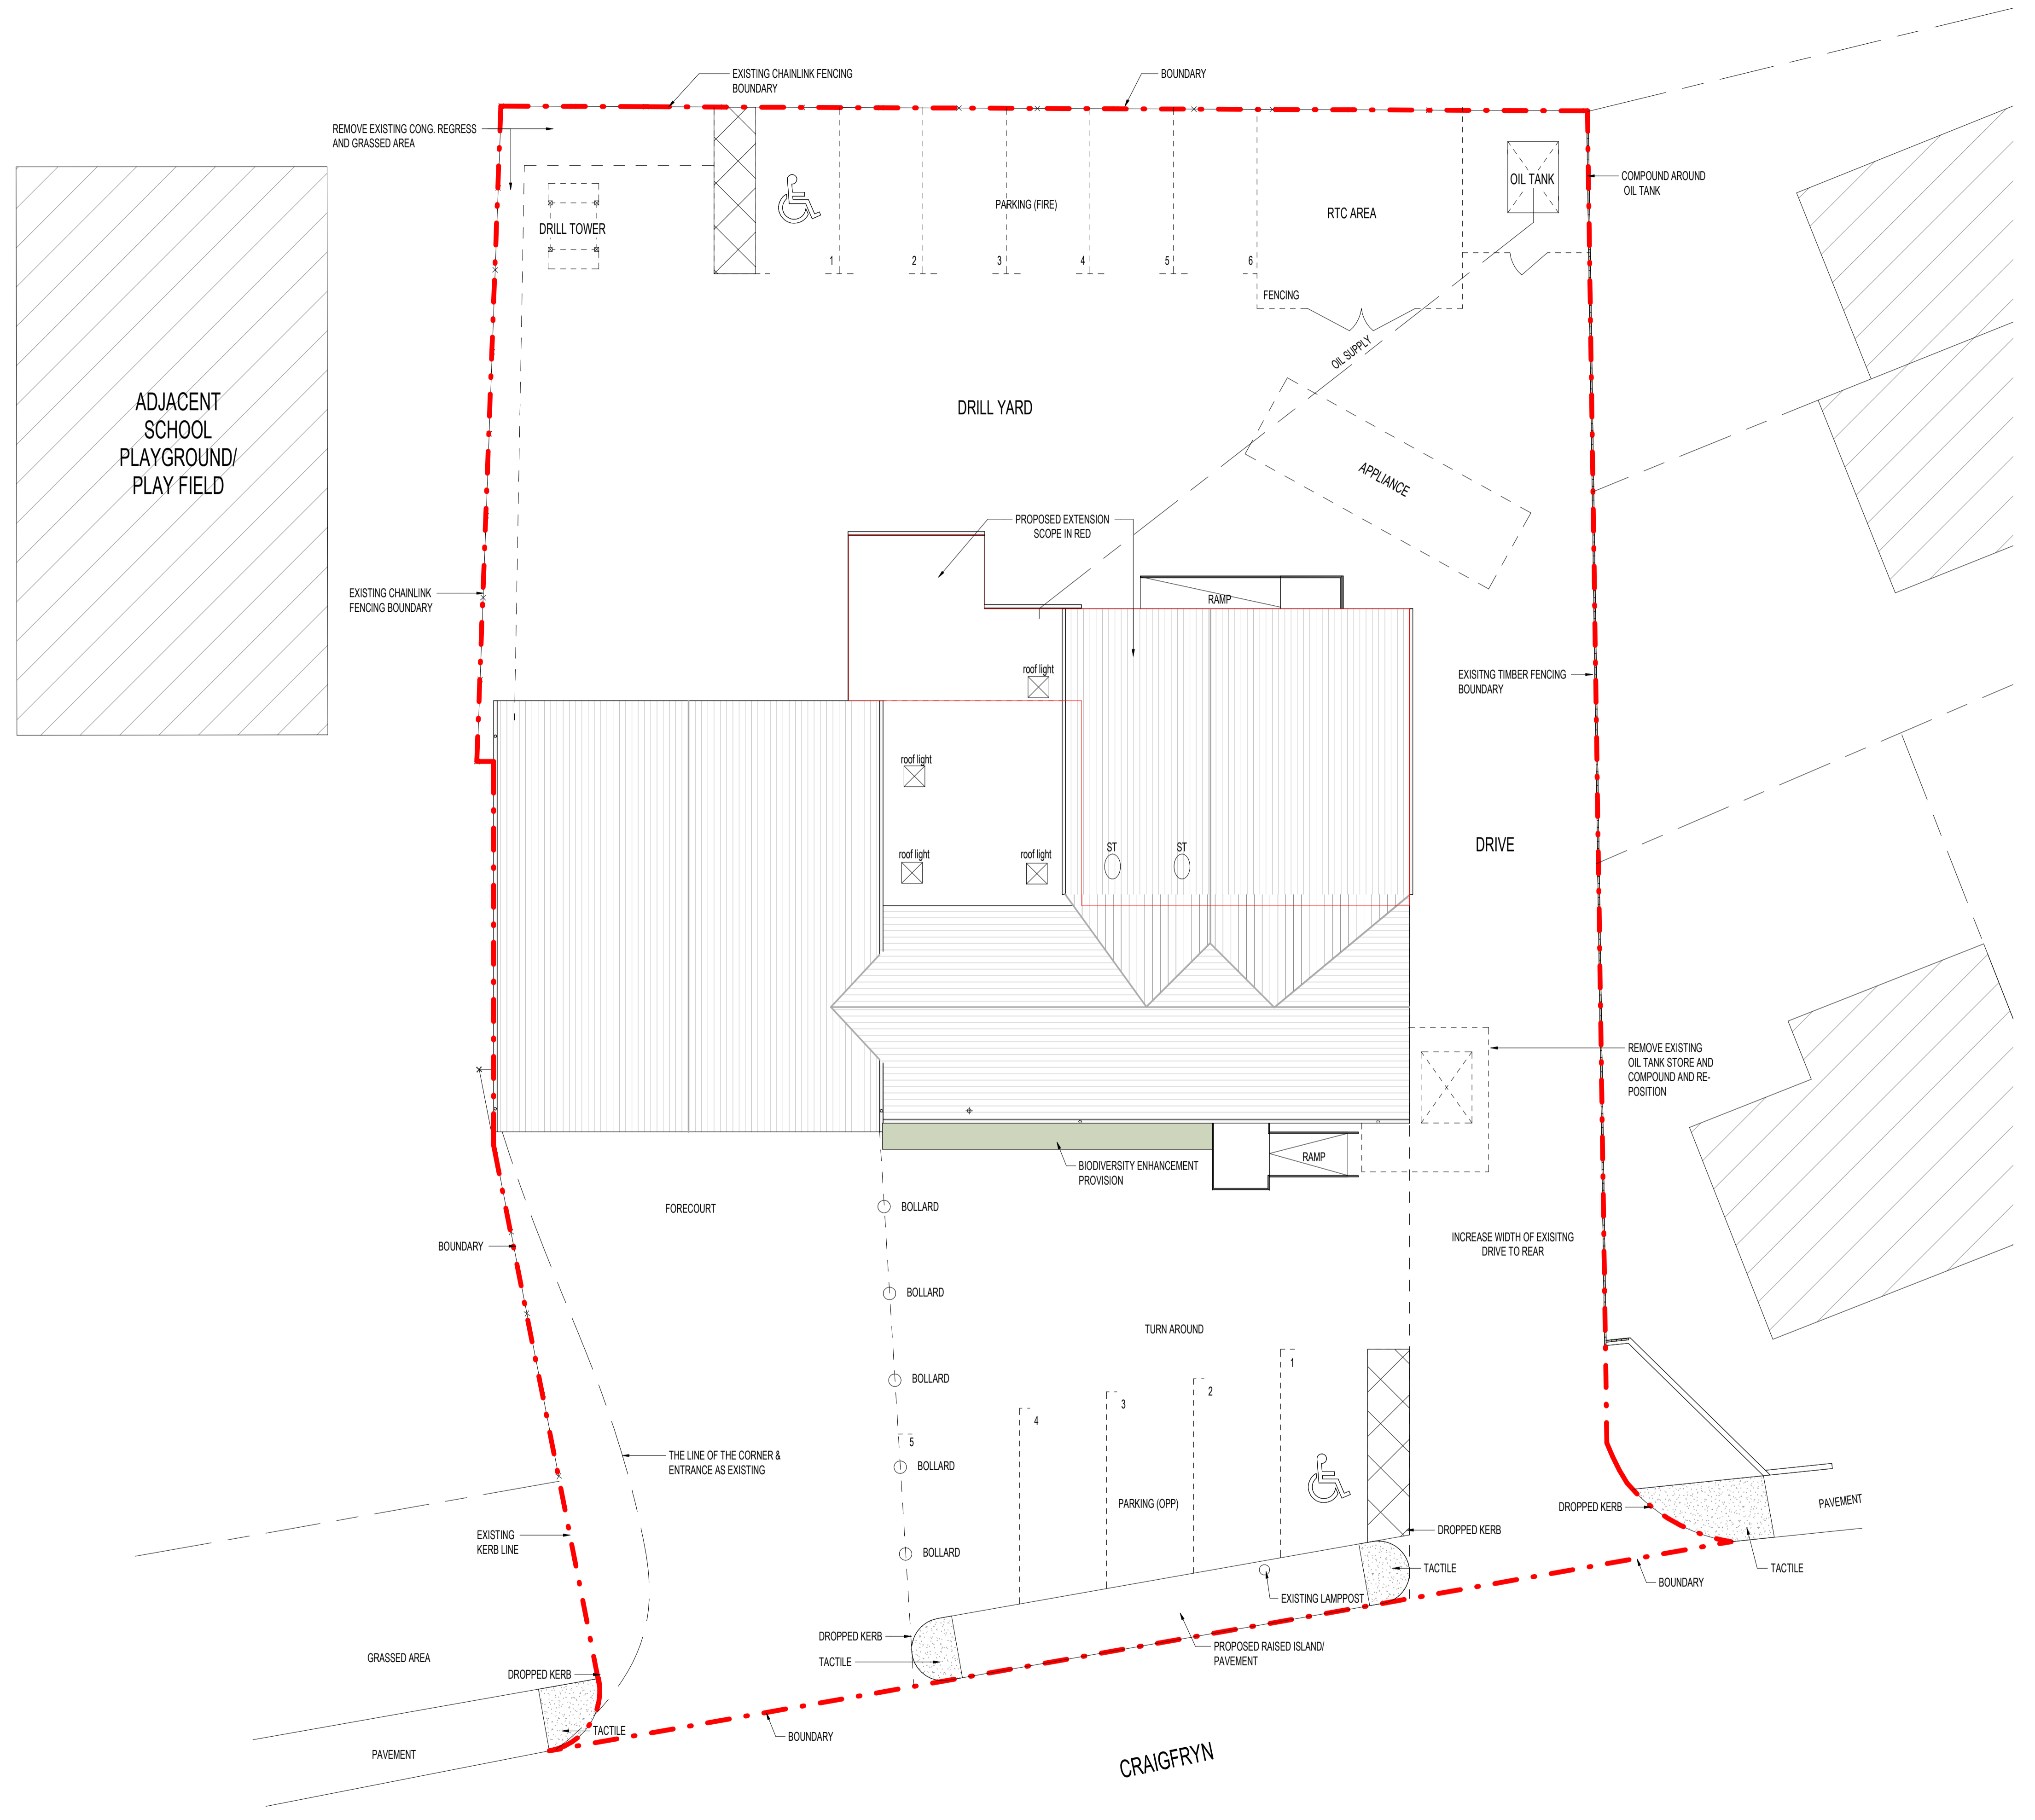 EXISTING CHAINLINK FENCING
BOUNDARY
BOUNDARY
REMOVE EXISTING CONG. REGRESS
AND GRASSED AREA
COMPOUND AROUND
OIL TANK
OIL TANK
DRILL TOWER
PARKING (FIRE)
RTC AREA
1
2
3
4
5
6
FENCING
OIL SUPPLY
ADJACENT
SCHOOL
PLAYGROUND/
PLAY FIELD
DRILL YARD
APPLIANCE
PROPOSED EXTENSION
SCOPE IN RED
EXISTING CHAINLINK
FENCING BOUNDARY
RAMP
roof light
EXISITNG TIMBER FENCING
BOUNDARY
roof light
roof light
roof light
ST
ST
DRIVE
REMOVE EXISTING
OIL TANK STORE AND
COMPOUND AND RE-
POSITION
RAMP
BIODIVERSITY ENHANCEMENT
PROVISION
FORECOURT
BOLLARD
BOUNDARY
INCREASE WIDTH OF EXISITNG
DRIVE TO REAR
BOLLARD
TURN AROUND
1
BOLLARD
2
3
4
5
THE LINE OF THE CORNER &
ENTRANCE AS EXISTING
BOLLARD
PARKING (OPP)
DROPPED KERB
PAVEMENT
EXISTING
KERB LINE
DROPPED KERB
BOLLARD
TACTILE
TACTILE
BOUNDARY
EXISTING LAMPPOST
DROPPED KERB
PROPOSED RAISED ISLAND/
PAVEMENT
TACTILE
GRASSED AREA
DROPPED KERB
TACTILE
BOUNDARY
PAVEMENT
CRAIGFRYN